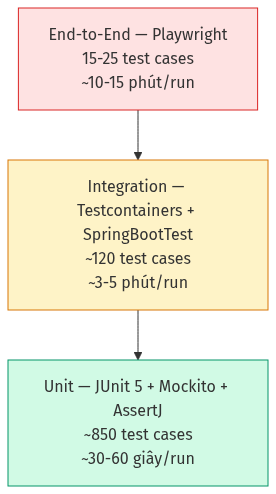 End-to-End — Playwright
15-25 test cases
~10-15 phút/run
Integration —
Testcontainers +
SpringBootTest
~120 test cases
~3-5 phút/run
Unit — JUnit 5 + Mockito +
AssertJ
~850 test cases
~30-60 giây/run